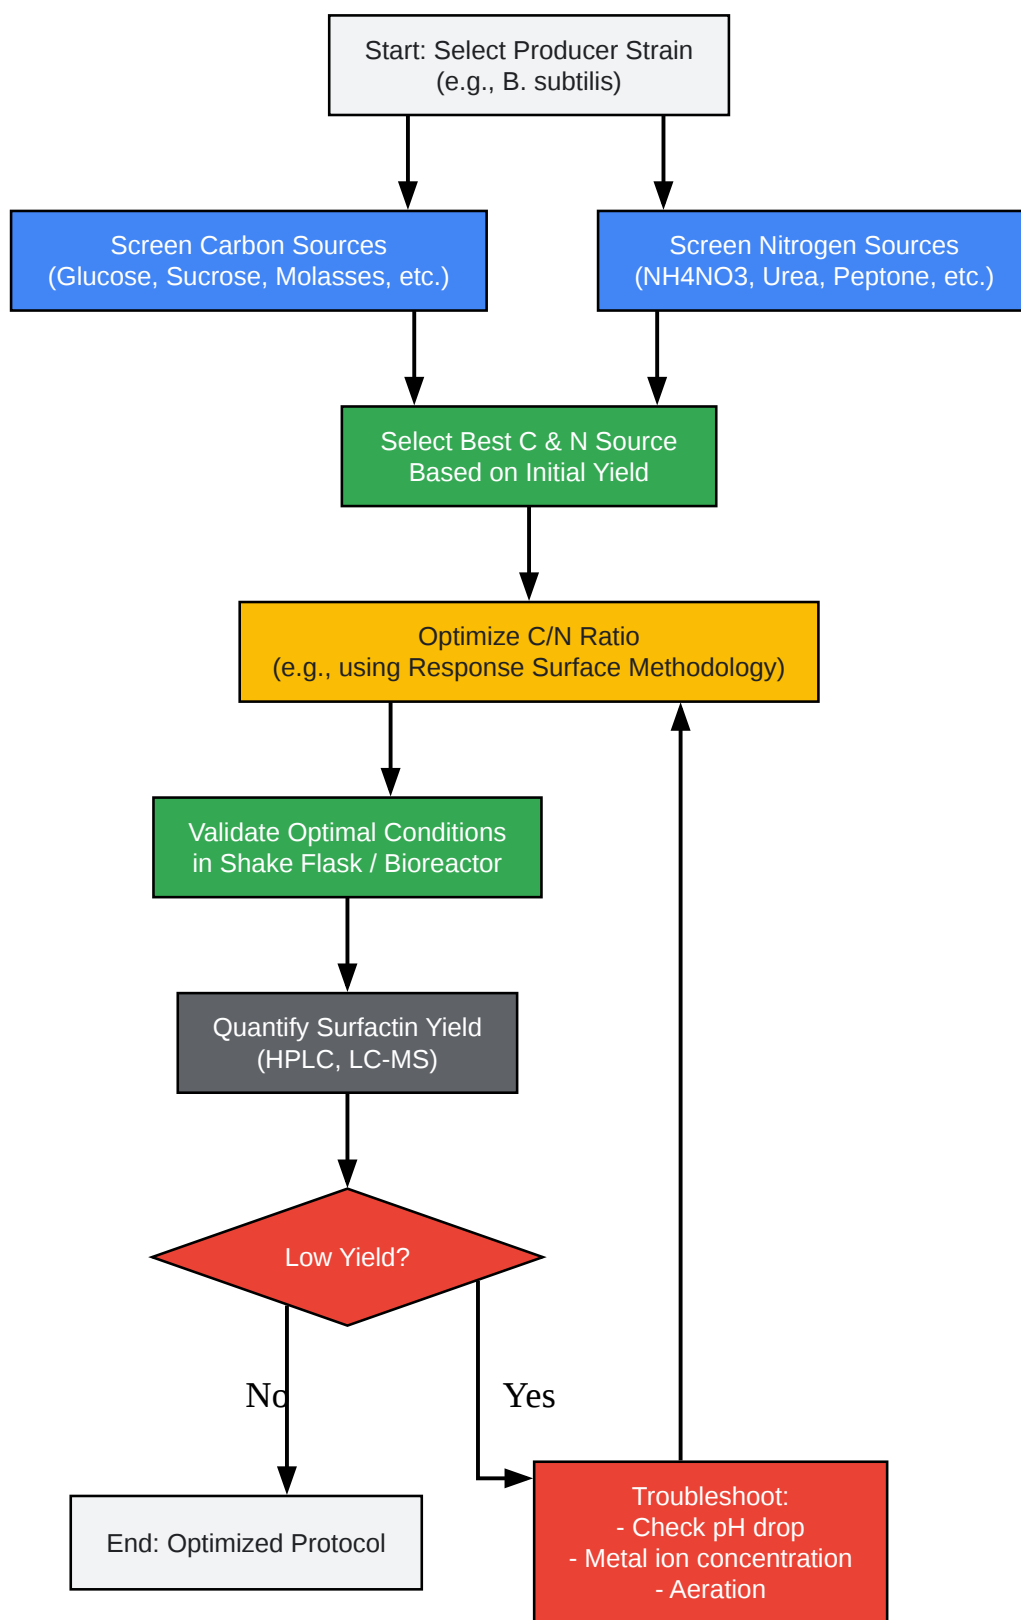 Start: Select Producer Strain
(e.g., B. subtilis)
Screen Carbon Sources
(Glucose, Sucrose, Molasses, etc.)
Screen Nitrogen Sources
(NH4NO3, Urea, Peptone, etc.)
Select Best C & N Source
Based on Initial Yield
Optimize C/N Ratio
(e.g., using Response Surface Methodology)
Validate Optimal Conditions
in Shake Flask / Bioreactor
Quantify Surfactin Yield
(HPLC, LC-MS)
Low Yield?
No
Yes
End: Optimized Protocol
Troubleshoot:
- Check pH drop
- Metal ion concentration
- Aeration